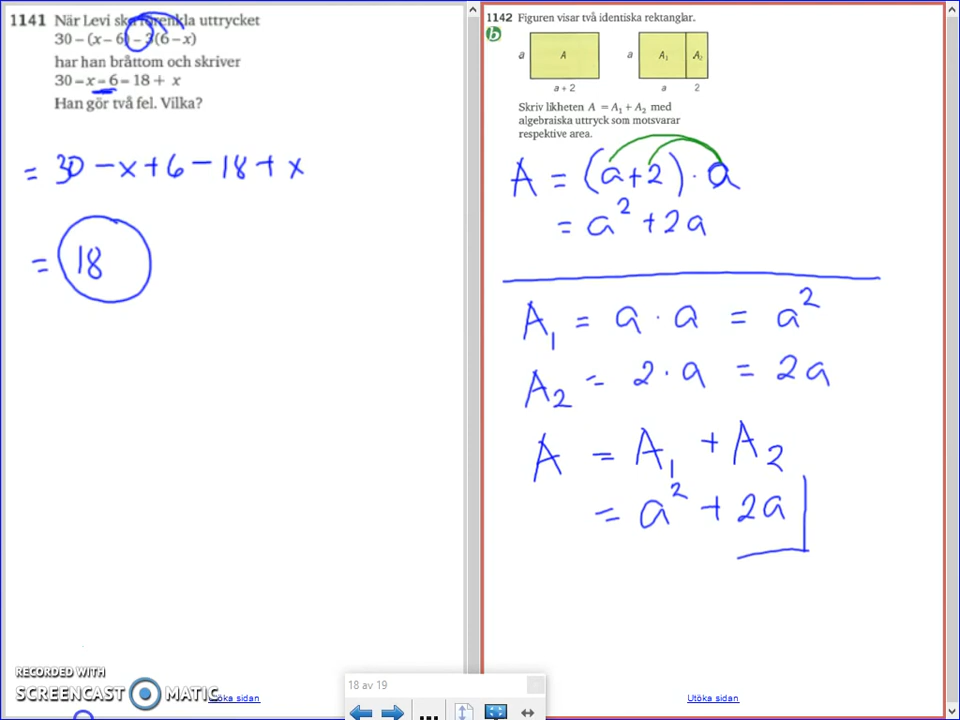 1141 När Levi ska förenkla uttrycket
30 – (x – 6) – 3(6 – x)
har han bråttom och skriver
30 – x – 6 – 18 + x
Han gör två fel. Vilka?
= 30 – x + 6 – 18 + x
= 18
RECORDED WITH
SCREENCAST MATIC
Utöka sidan
18 av 19
1142 Figuren visar två identiska rektanglar.
b
a A a A₁ A₂
a + 2 a 2
Skriv likheten A = A₁ + A₂ med
algebraiska uttryck som motsvarar
respektive area.
A = (a+2) · a
= a² + 2a
A₁ = a · a = a²
A₂ = 2 · a = 2a
A = A₁ + A₂
= a² + 2a
Utöka sidan